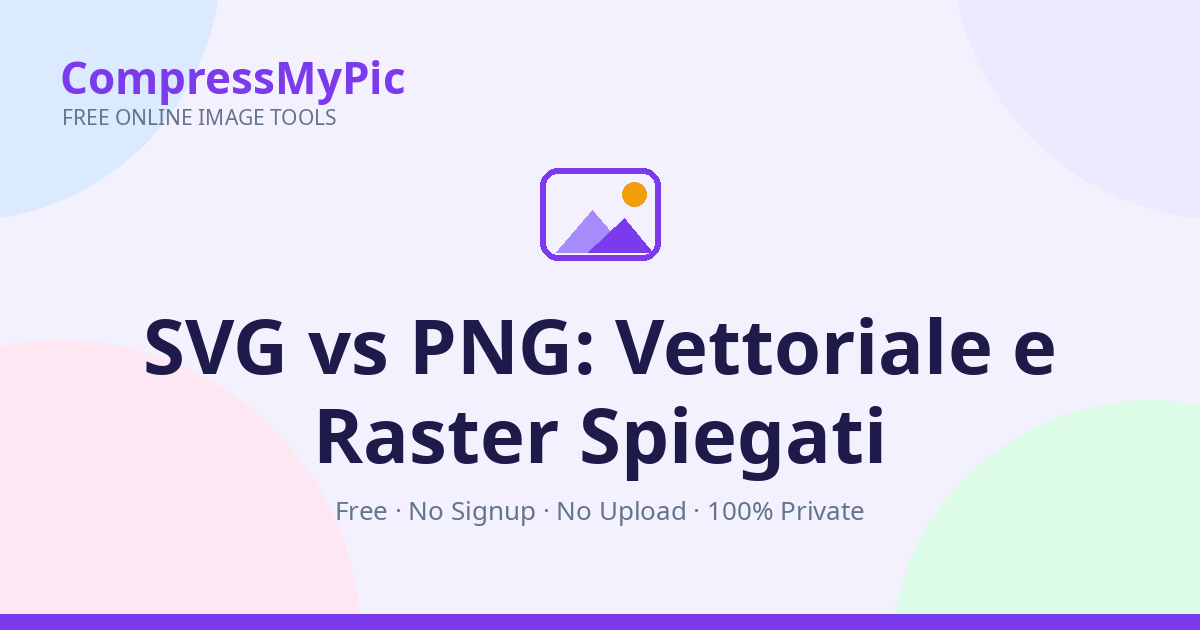 CompressMyPic
FREE ONLINE IMAGE TOOLS
SVG vs PNG: Vettoriale e
Raster Spiegati
Free · No Signup · No Upload · 100% Private